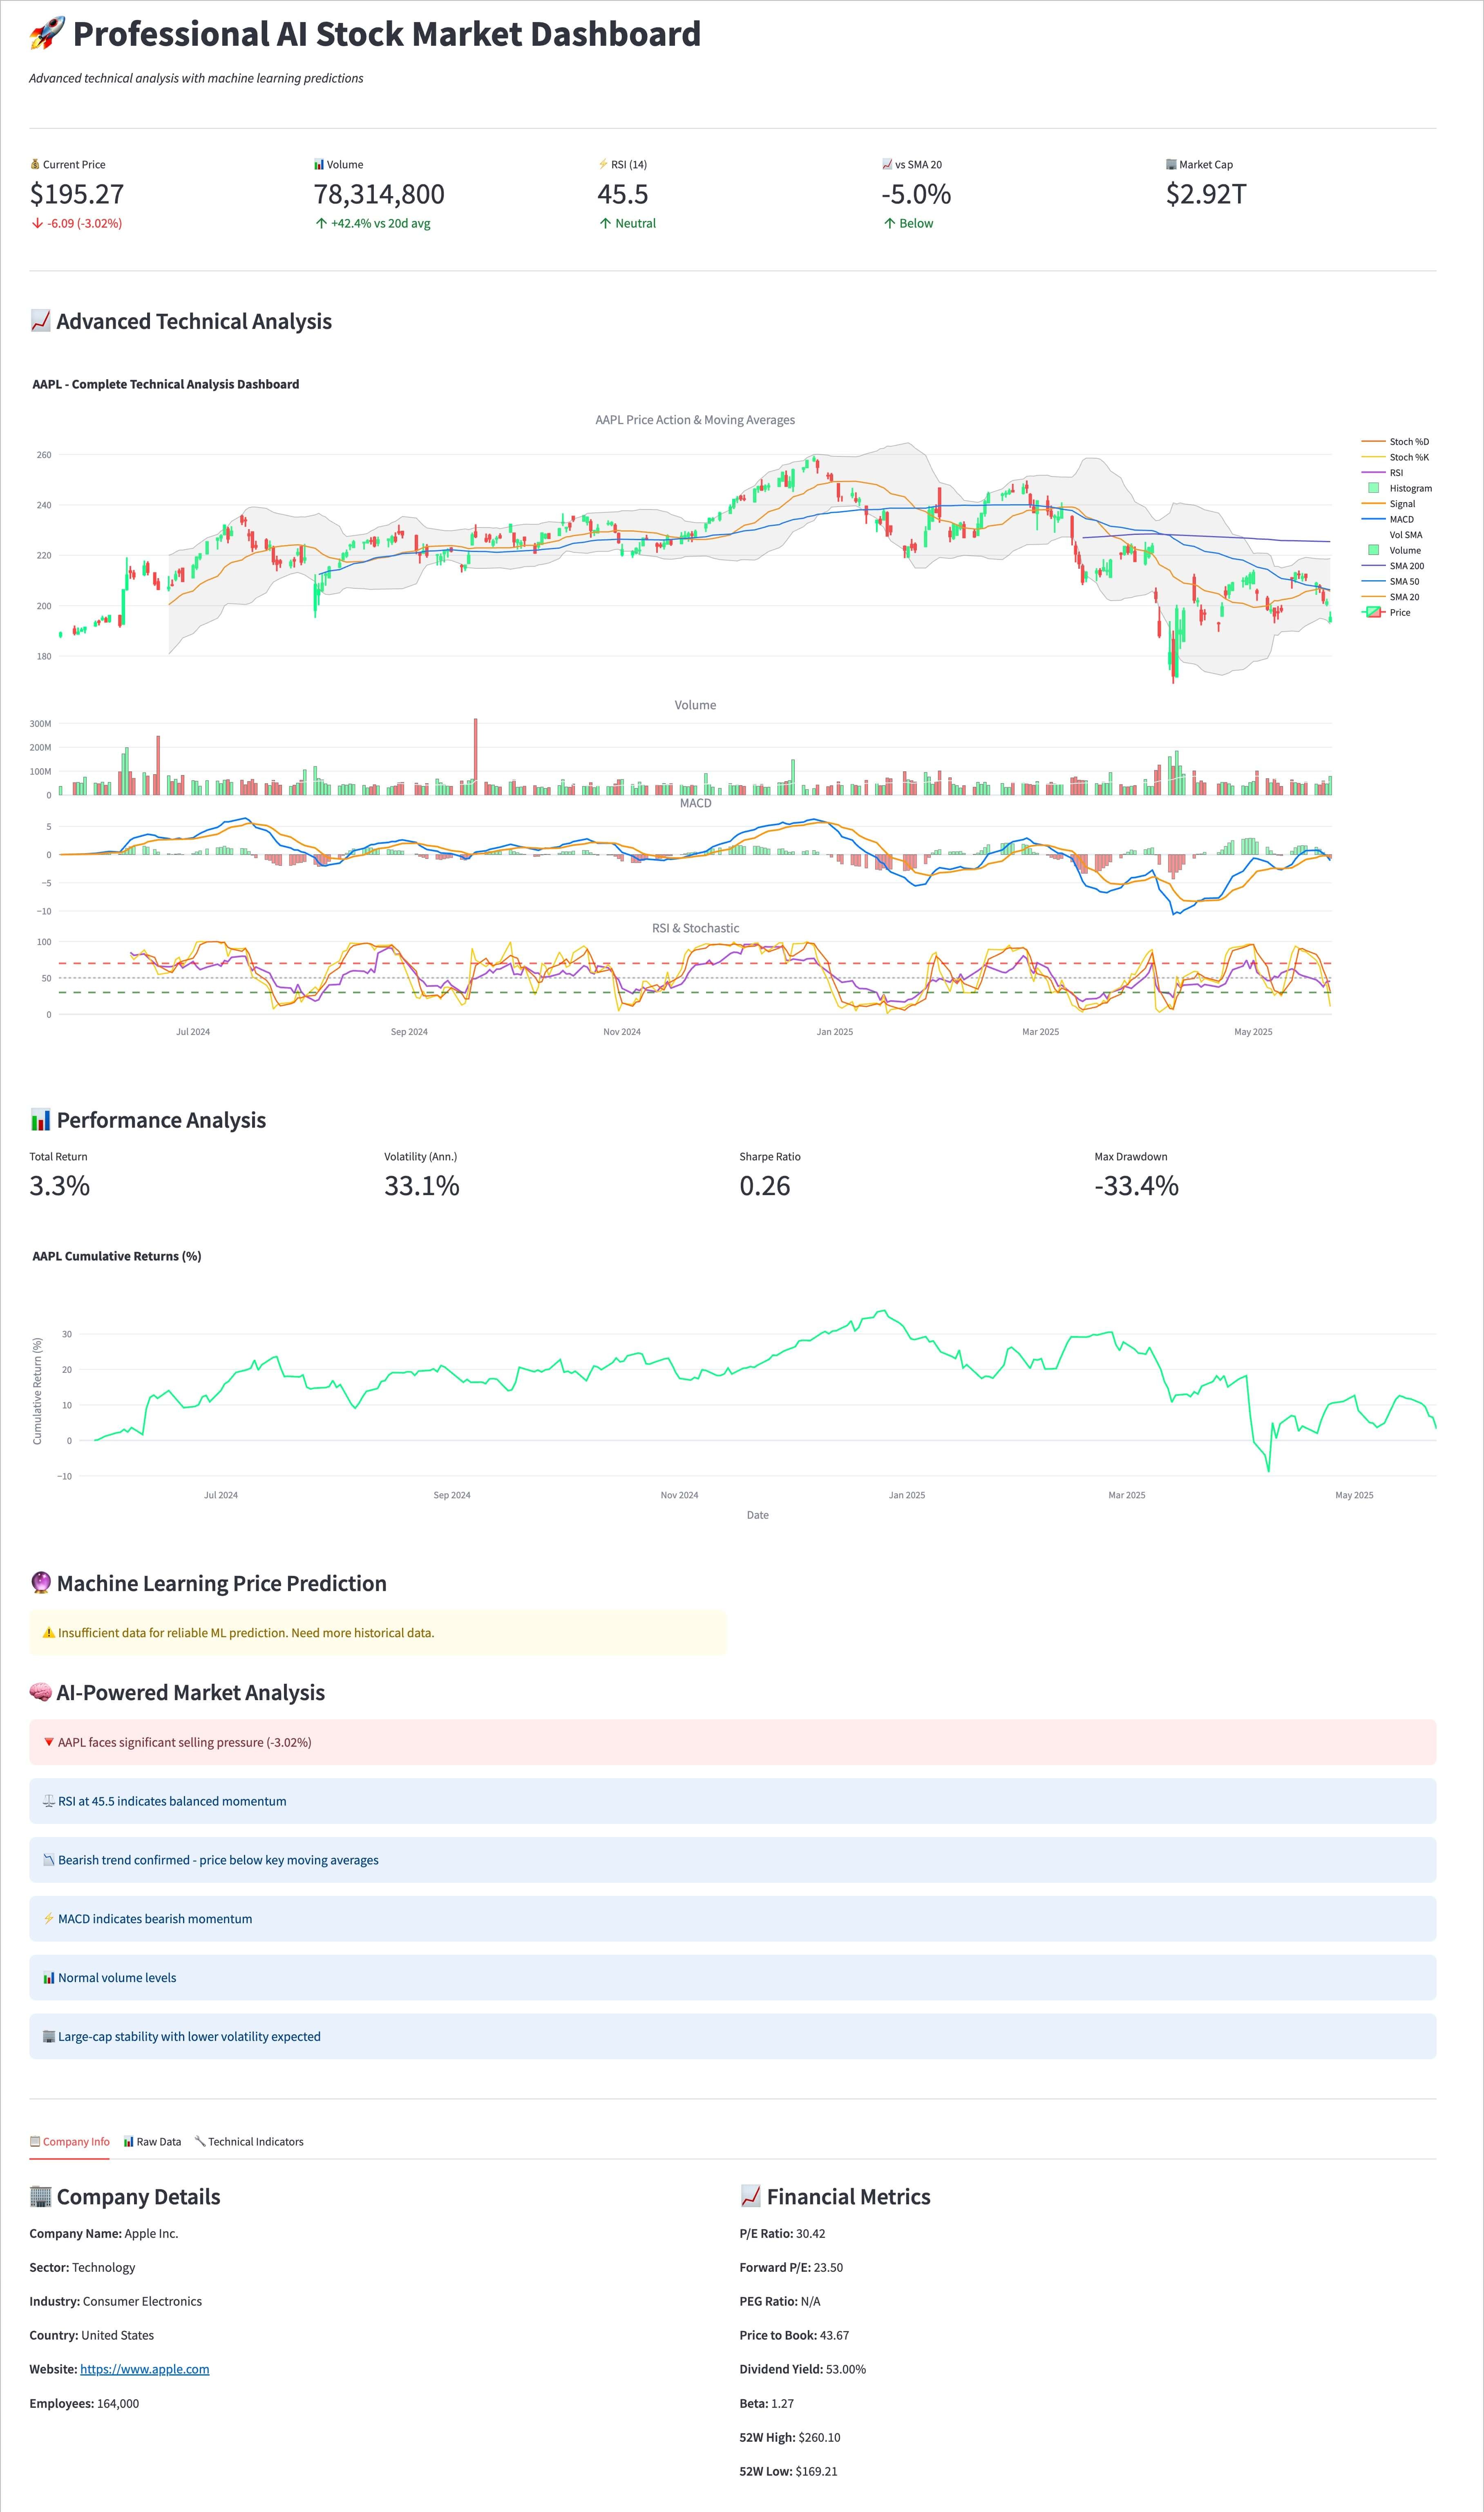 🚀 Professional AI Stock Market Dashboard
Advanced technical analysis with machine learning predictions
💰 Current Price
$195.27
↓ -6.09 (-3.02%)
📊 Volume
78,314,800
↑ +42.4% vs 20d avg
⚡ RSI (14)
45.5
↑ Neutral
📈 vs SMA 20
-5.0%
↑ Below
🏢 Market Cap
$2.92T
📈 Advanced Technical Analysis
AAPL - Complete Technical Analysis Dashboard
AAPL Price Action & Moving Averages
260
240
220
200
180
Stoch %D
Stoch %K
RSI
Histogram
Signal
MACD
Vol SMA
Volume
SMA 200
SMA 50
SMA 20
Price
Volume
300M
200M
100M
0
MACD
5
0
−5
−10
RSI & Stochastic
100
50
0
Jul 2024
Sep 2024
Nov 2024
Jan 2025
Mar 2025
May 2025
📊 Performance Analysis
Total Return
3.3%
Volatility (Ann.)
33.1%
Sharpe Ratio
0.26
Max Drawdown
-33.4%
AAPL Cumulative Returns (%)
Cumulative Return (%)
30
20
10
0
−10
Jul 2024
Sep 2024
Nov 2024
Jan 2025
Mar 2025
May 2025
Date
🔮 Machine Learning Price Prediction
⚠️ Insufficient data for reliable ML prediction. Need more historical data.
🧠 AI-Powered Market Analysis
🔻 AAPL faces significant selling pressure (-3.02%)
⚖️ RSI at 45.5 indicates balanced momentum
📉 Bearish trend confirmed - price below key moving averages
⚡ MACD indicates bearish momentum
📊 Normal volume levels
🏢 Large-cap stability with lower volatility expected
📋 Company Info
📊 Raw Data
🔧 Technical Indicators
🏢 Company Details
Company Name: Apple Inc.
Sector: Technology
Industry: Consumer Electronics
Country: United States
Website: https://www.apple.com
Employees: 164,000
📈 Financial Metrics
P/E Ratio: 30.42
Forward P/E: 23.50
PEG Ratio: N/A
Price to Book: 43.67
Dividend Yield: 53.00%
Beta: 1.27
52W High: $260.10
52W Low: $169.21